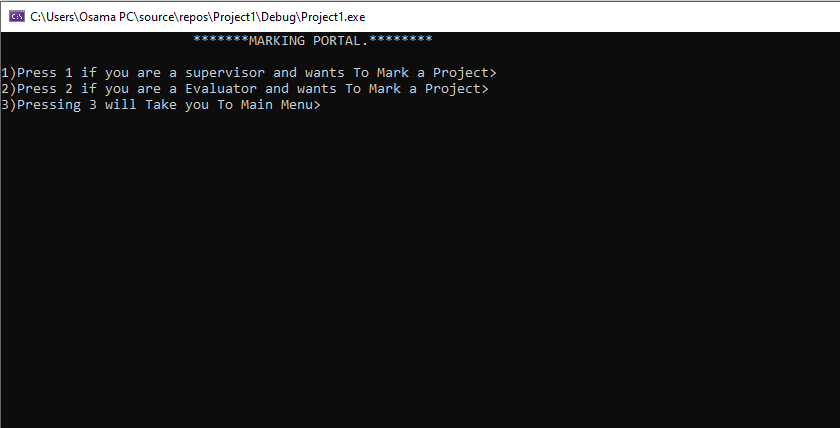 C:\Users\Osama PC\source\repos\Project1\Debug\Project1.exe
*******MARKING PORTAL.********
1)Press 1 if you are a supervisor and wants To Mark a Project>
2)Press 2 if you are a Evaluator and wants To Mark a Project>
3)Pressing 3 will Take you To Main Menu>